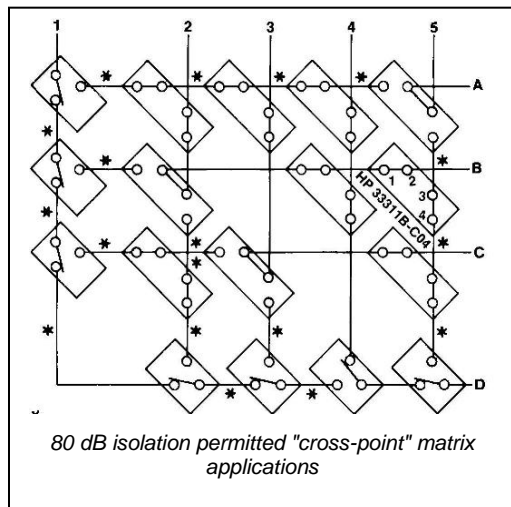 1 2 3 4 5
A
B
1 2
HP 33311B-C04
3
4
C
D
80 dB isolation permitted "cross-point" matrix
applications